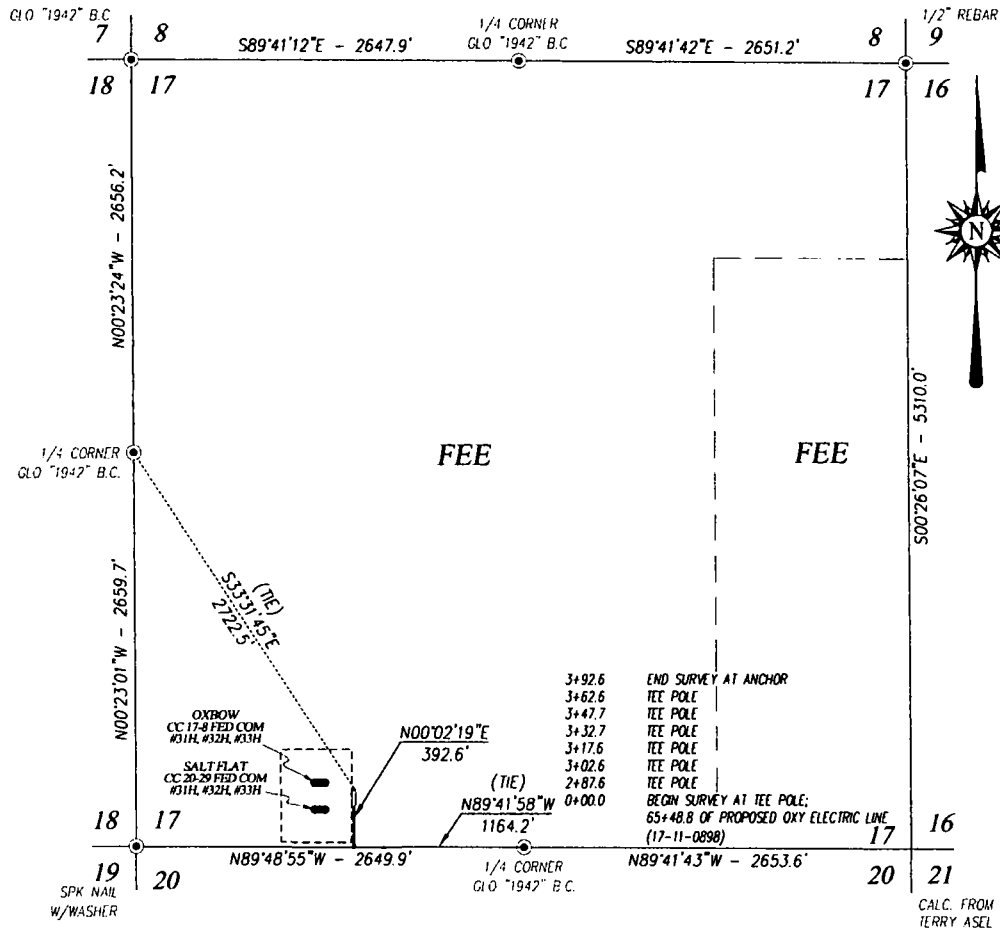 GLO "1942" B.C
1/4 CORNER
GLO "1942" B.C
1/2" REBAR
7 8
S89°41'12"E - 2647.9'
S89°41'42"E - 2651.2'
8 9
18 17
17 16
N00°23'24"W - 2656.2'
N
1/4 CORNER
GLO "1942" B.C.
FEE
FEE
S00°26'07"E - 5310.0'
N00°23'01"W - 2659.7'
(TIE)
S33°31'45"E
2722.5'
OXBOW
CC 17-8 FED COM
#31H, #32H, #33H
SALT FLAT
CC 20-29 FED COM
#31H, #32H, #33H
N00°02'19"E
392.6'
(TIE)
N89°41'58"W
1164.2'
3+92.6 END SURVEY AT ANCHOR
3+62.6 TEE POLE
3+47.7 TEE POLE
3+32.7 TEE POLE
3+17.6 TEE POLE
3+02.6 TEE POLE
2+87.6 TEE POLE
0+00.0 BEGIN SURVEY AT TEE POLE;
65+48.8 OF PROPOSED OXY ELECTRIC LINE
(17-11-0898)
18 17
17 16
N89°48'55"W - 2649.9'
N89°41'43"W - 2653.6'
19 20
1/4 CORNER
GLO "1942" B.C.
20 21
SPK NAIL
W/WASHER
CALC. FROM
TERRY ASEL